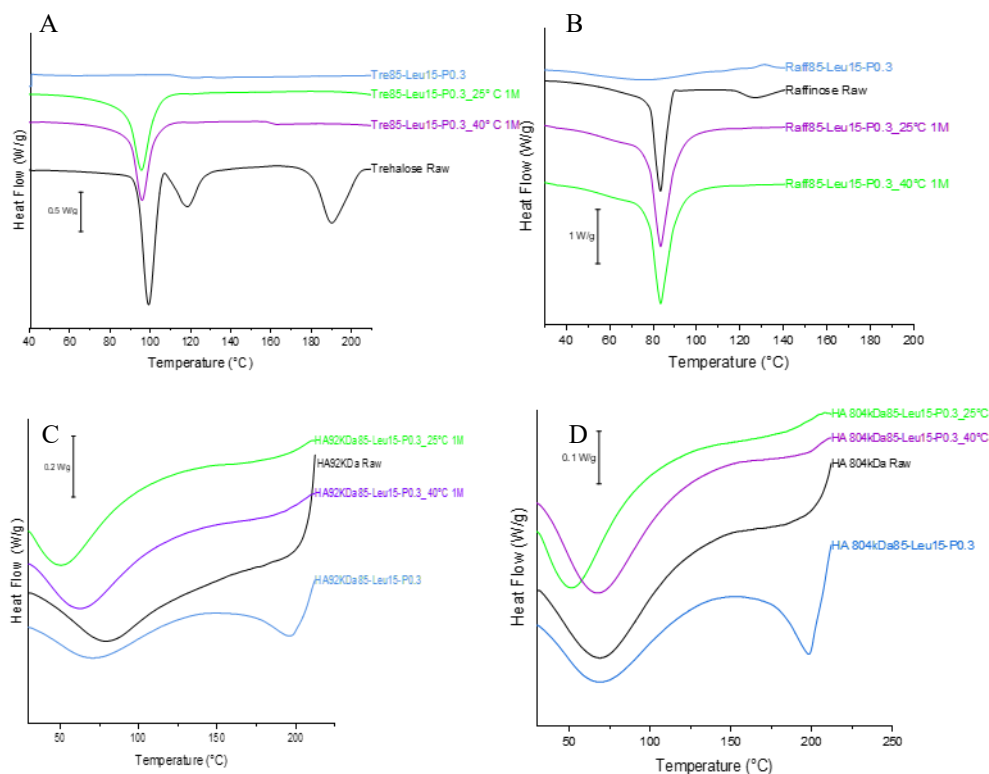 A
Tre85-Leu15-P0.3
Tre85-Leu15-P0.3_25° C 1M
Tre85-Leu15-P0.3_40° C 1M
Trehalose Raw
0.5 W/g
Heat Flow (W/g)
40 60 80 100 120 140 160 180 200
Temperature (°C)
B
Raff85-Leu15-P0.3
Raffinose Raw
Raff85-Leu15-P0.3_25°C 1M
Raff85-Leu15-P0.3_40°C 1M
1 W/g
Heat Flow (W/g)
40 60 80 100 120 140 160 180 200
Temperature (°C)
C
HA92KDa85-Leu15-P0.3_25°C 1M
HA92KDa Raw
HA92KDa85-Leu15-P0.3_40°C 1M
HA92KDa85-Leu15-P0.3
0.2 W/g
Heat Flow (W/g)
50 100 150 200
Temperature (°C)
D
HA 804kDa85-Leu15-P0.3_25°C
HA 804kDa85-Leu15-P0.3_40°C
HA 804kDa Raw
HA 804kDa85-Leu15-P0.3
0.1 W/g
Heat Flow (W/g)
50 100 150 200 250
Temperature (°C)